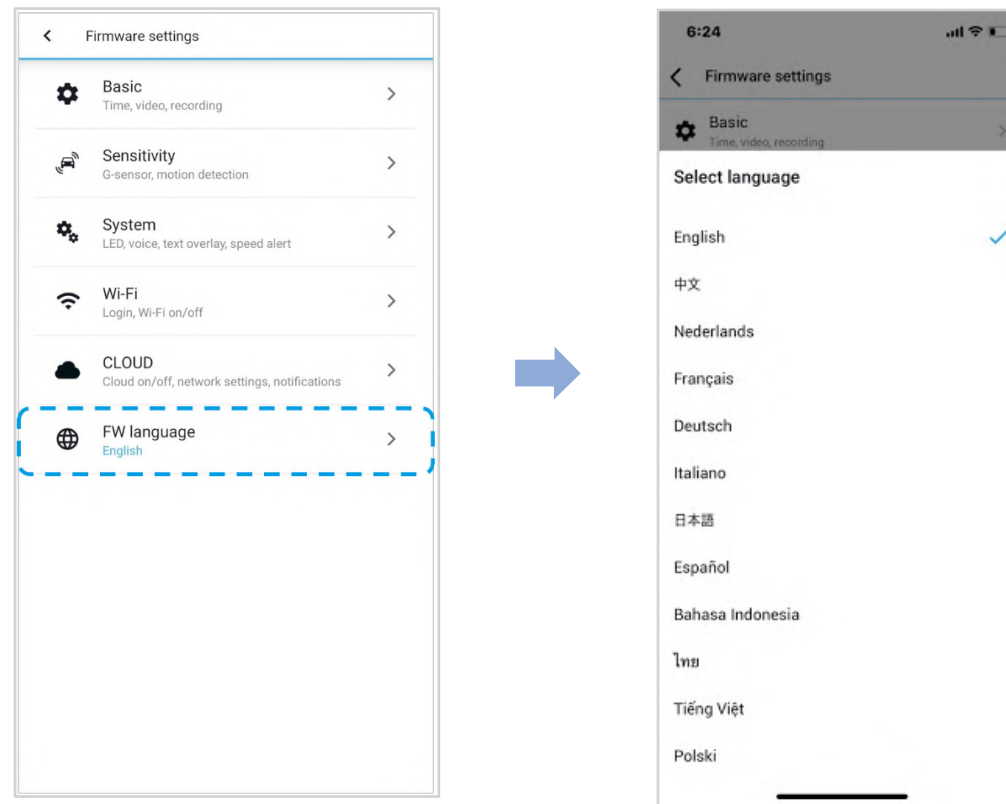 Firmware settings
Basic
Time, video, recording
Sensitivity
G-sensor, motion detection
System
LED, voice, text overlay, speed alert
Wi-Fi
Login, Wi-Fi on/off
CLOUD
Cloud on/off, network settings, notifications
FW language
English
6:24
Firmware settings
Basic
Time, video, recording
Select language
English
中文
Nederlands
Français
Deutsch
Italiano
日本語
Español
Bahasa Indonesia
ไทย
Tiếng Việt
Polski